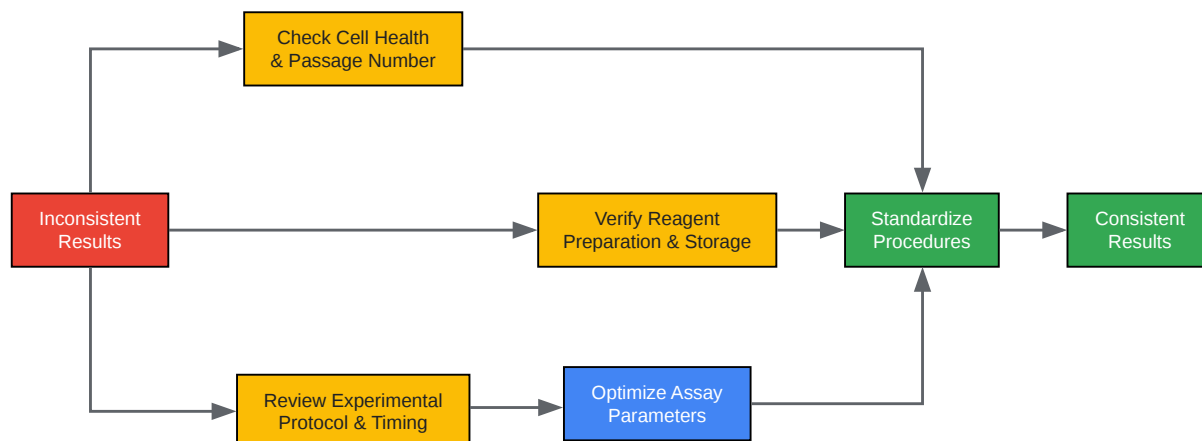 Check Cell Health
& Passage Number
Inconsistent
Results
Verify Reagent
Preparation & Storage
Standardize
Procedures
Consistent
Results
Review Experimental
Protocol & Timing
Optimize Assay
Parameters